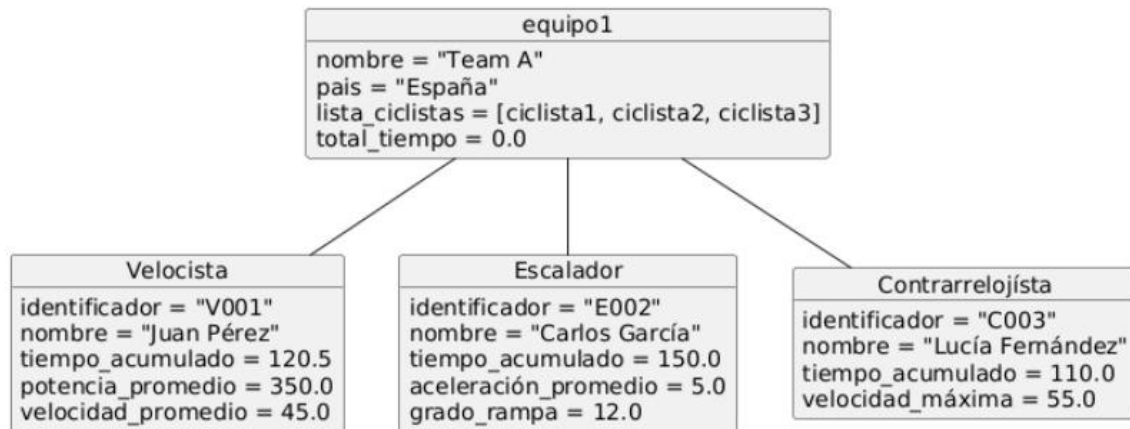 equipo1
nombre = "Team A"
pais = "España"
lista_ciclistas = [ciclista1, ciclista2, ciclista3]
total_tiempo = 0.0
Velocista
identificador = "V001"
nombre = "Juan Pérez"
tiempo_acumulado = 120.5
potencia_promedio = 350.0
velocidad_promedio = 45.0
Escalador
identificador = "E002"
nombre = "Carlos García"
tiempo_acumulado = 150.0
aceleración_promedio = 5.0
grado_rampa = 12.0
Contrarrelojísta
identificador = "C003"
nombre = "Lucía Fernández"
tiempo_acumulado = 110.0
velocidad_máxima = 55.0